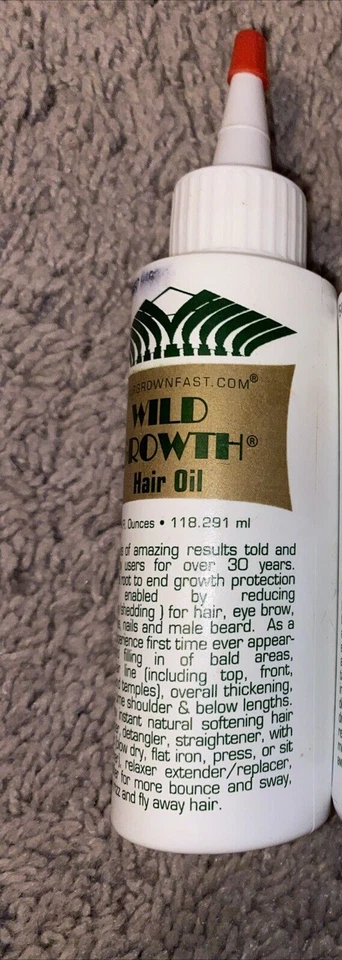 GROWNFAST.COM®
WILD
GROWTH®
Hair Oil
Ounces • 118.291 ml
of amazing results told and
users for over 30 years.
root to end growth protection
enabled by reducing
shedding ) for hair, eye brow,
nails and male beard. As a
first time ever appear-
filling in of bald areas,
line (including top, front,
temples), overall thickening,
shoulder & below lengths.
instant natural softening hair
detangler, straightener, with
blow dry, flat iron, press, or sit
relaxer extender/replacer,
for more bounce and sway,
and fly away hair.